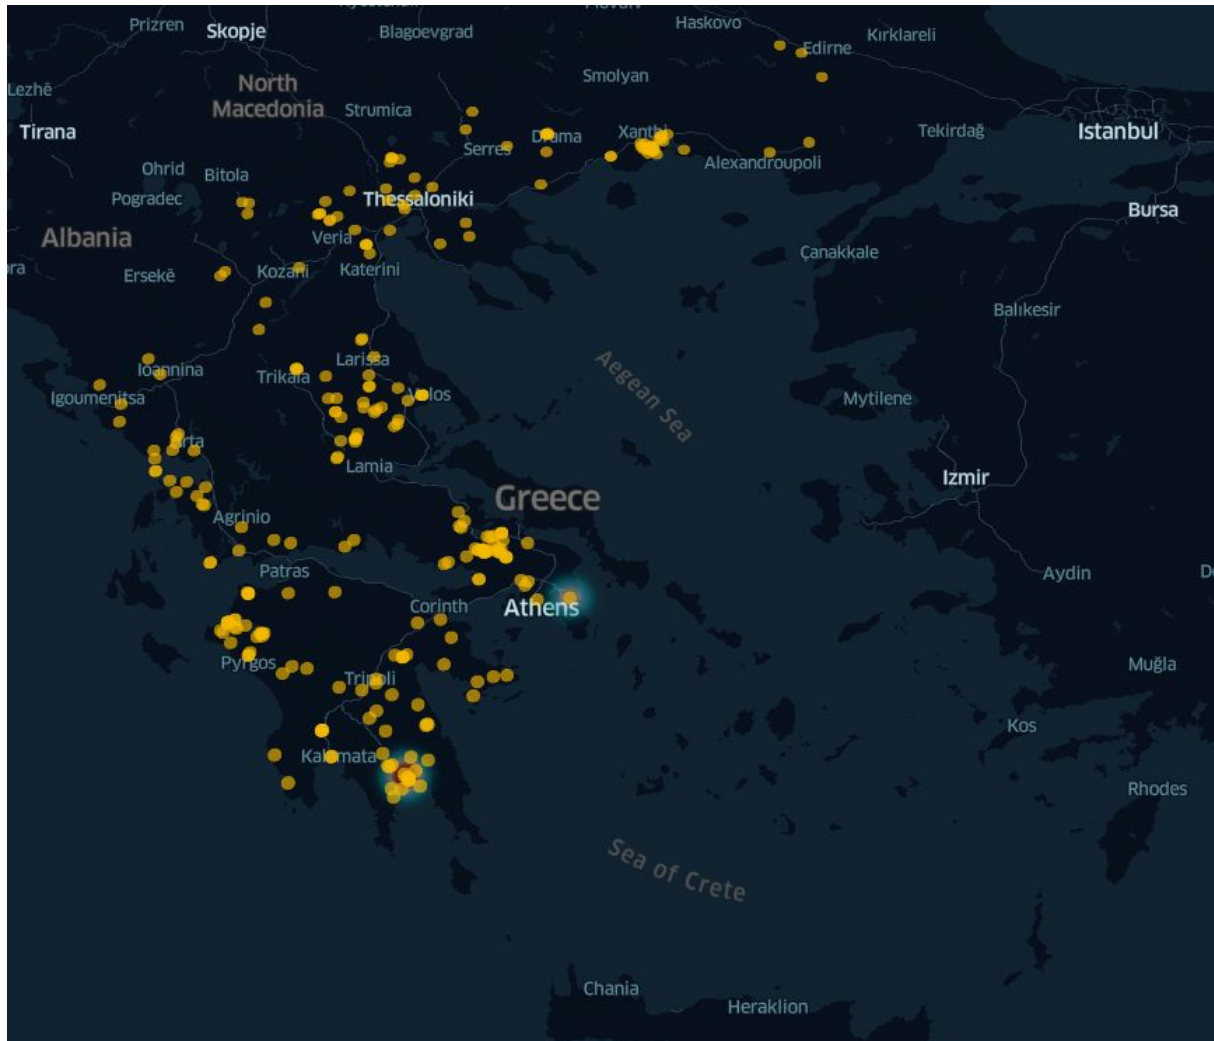 Prizren
Skopje
Blagoevgrad
Haskovo
Edirne
Kırklareli
Smolyan
Lezhë
North
Macedonia
Strumica
Tirana
Serres
Drama
Xanthi
Alexandroupoli
Tekirdağ
Istanbul
Ohrid
Bitola
Pogradec
Thessaloniki
Bursa
Albania
Veria
Çanakkale
Ersekë
Kozani
Katerini
Balıkesir
Ioannina
Trikala
Larissa
Aegean Sea
Igoumenitsa
Volos
Mytilene
Arta
Lamia
Izmir
Greece
Agrinio
Patras
Aydin
Corinth
Athens
Pyrgos
Tripoli
Muğla
Kos
Kalamata
Rhodes
Sea of Crete
Chania
Heraklion